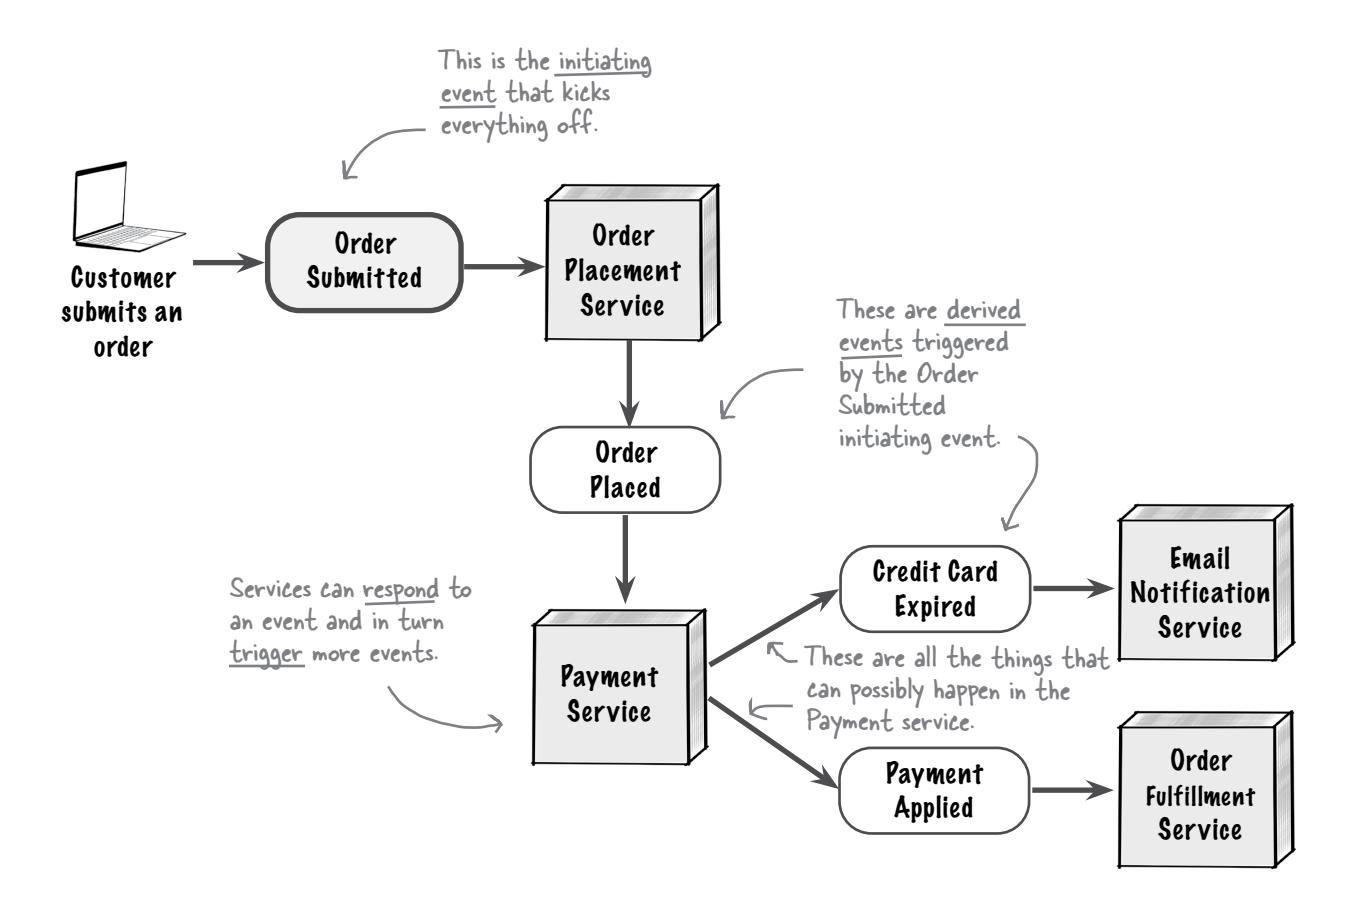 This is the initiating
event that kicks
everything off.
Customer
submits an
order
Order
Submitted
Order
Placement
Service
These are derived
events triggered
by the Order
Submitted
initiating event.
Order
Placed
Services can respond to
an event and in turn
trigger more events.
Payment
Service
Credit Card
Expired
Email
Notification
Service
These are all the things that
can possibly happen in the
Payment service.
Payment
Applied
Order
Fulfillment
Service